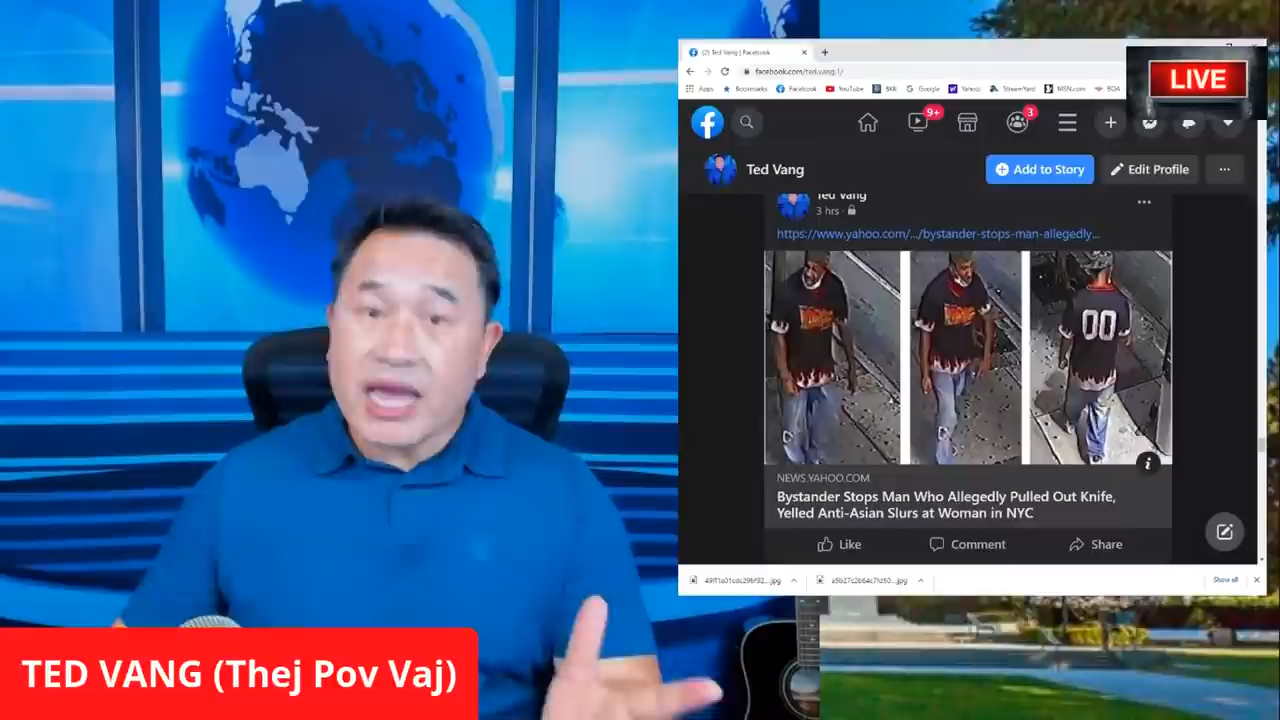 (2) Ted Vang | Facebook
facebook.com/ted.vang.1/
Apps Bookmarks Facebook YouTube Google Yahoo! StreamYard MSN.com BOA
LIVE
9+
3
Ted Vang
Add to Story
Edit Profile
Ted Vang
3 hrs
https://www.yahoo.com/.../bystander-stops-man-allegedly...
00
NEWS.YAHOO.COM
Bystander Stops Man Who Allegedly Pulled Out Knife,
Yelled Anti-Asian Slurs at Woman in NYC
Like
Comment
Share
Show all
TED VANG (Thej Pov Vaj)